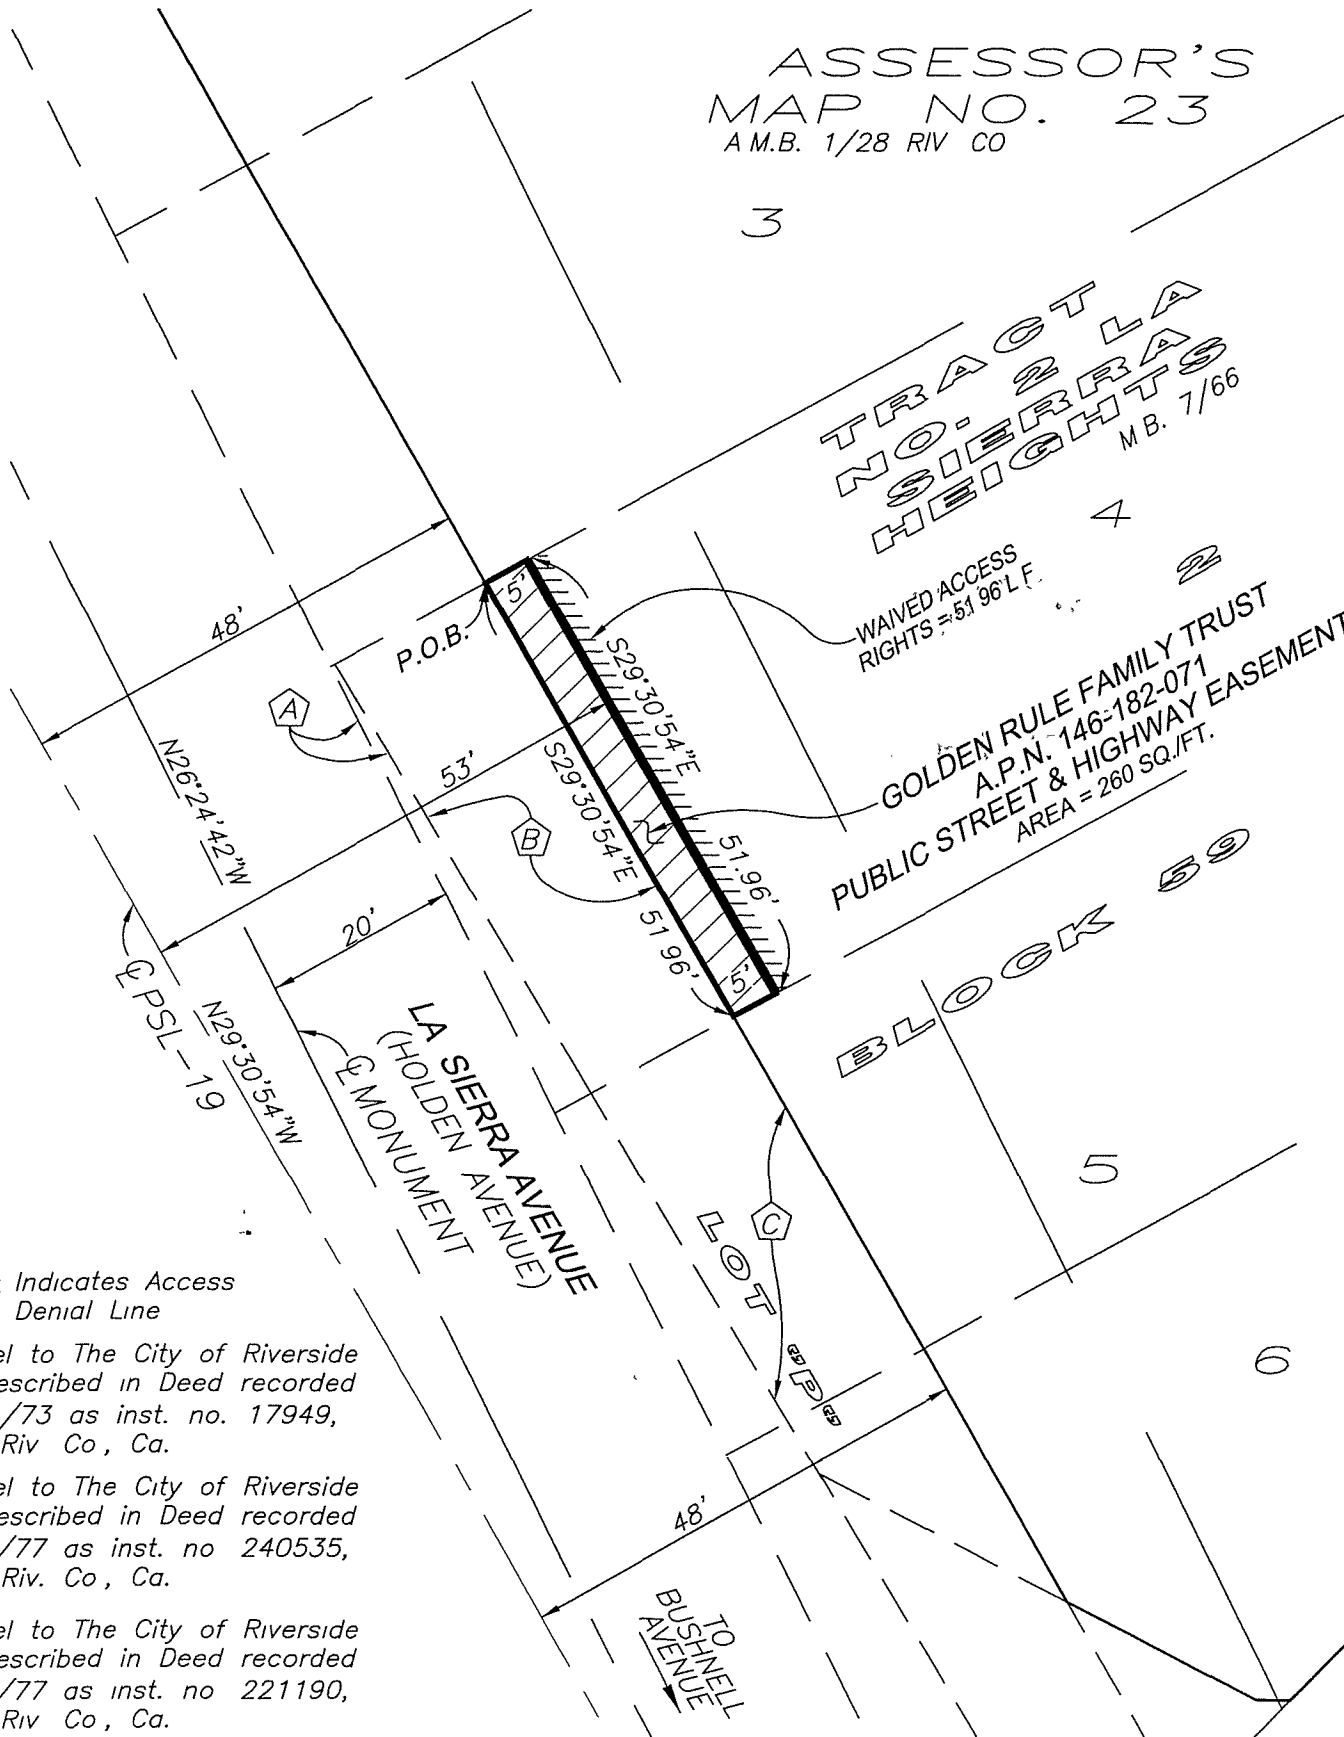 ASSESSOR'S
MAP NO. 23
A M.B. 1/28 RIV CO
3
TRACT
NO. 2 LA
SIERRA
HEIGHTS
M B. 7/66
4
2
WAIVED ACCESS
RIGHTS = 51 96' L F.
GOLDEN RULE FAMILY TRUST
A.P.N. 146-182-071
PUBLIC STREET & HIGHWAY EASEMENT
AREA = 260 SQ./FT.
48'
P.O.B.
5'
S29°30'54"E
51.96'
A
53'
S29°30'54"E
51 96'
B
N26°24'42"W
20'
5'
BLOCK 59
℄ PSL-19
N29°30'54"W
℄ MONUMENT
LA SIERRA AVENUE
(HOLDEN AVENUE)
LOT
"P"
C
5
6
48'
TO
BUSHNELL
AVENUE
Indicates Access
Denial Line
el to The City of Riverside
escribed in Deed recorded
/73 as inst. no. 17949,
Riv Co, Ca.
el to The City of Riverside
escribed in Deed recorded
/77 as inst. no 240535,
Riv. Co, Ca.
el to The City of Riverside
escribed in Deed recorded
/77 as inst. no 221190,
Riv Co, Ca.